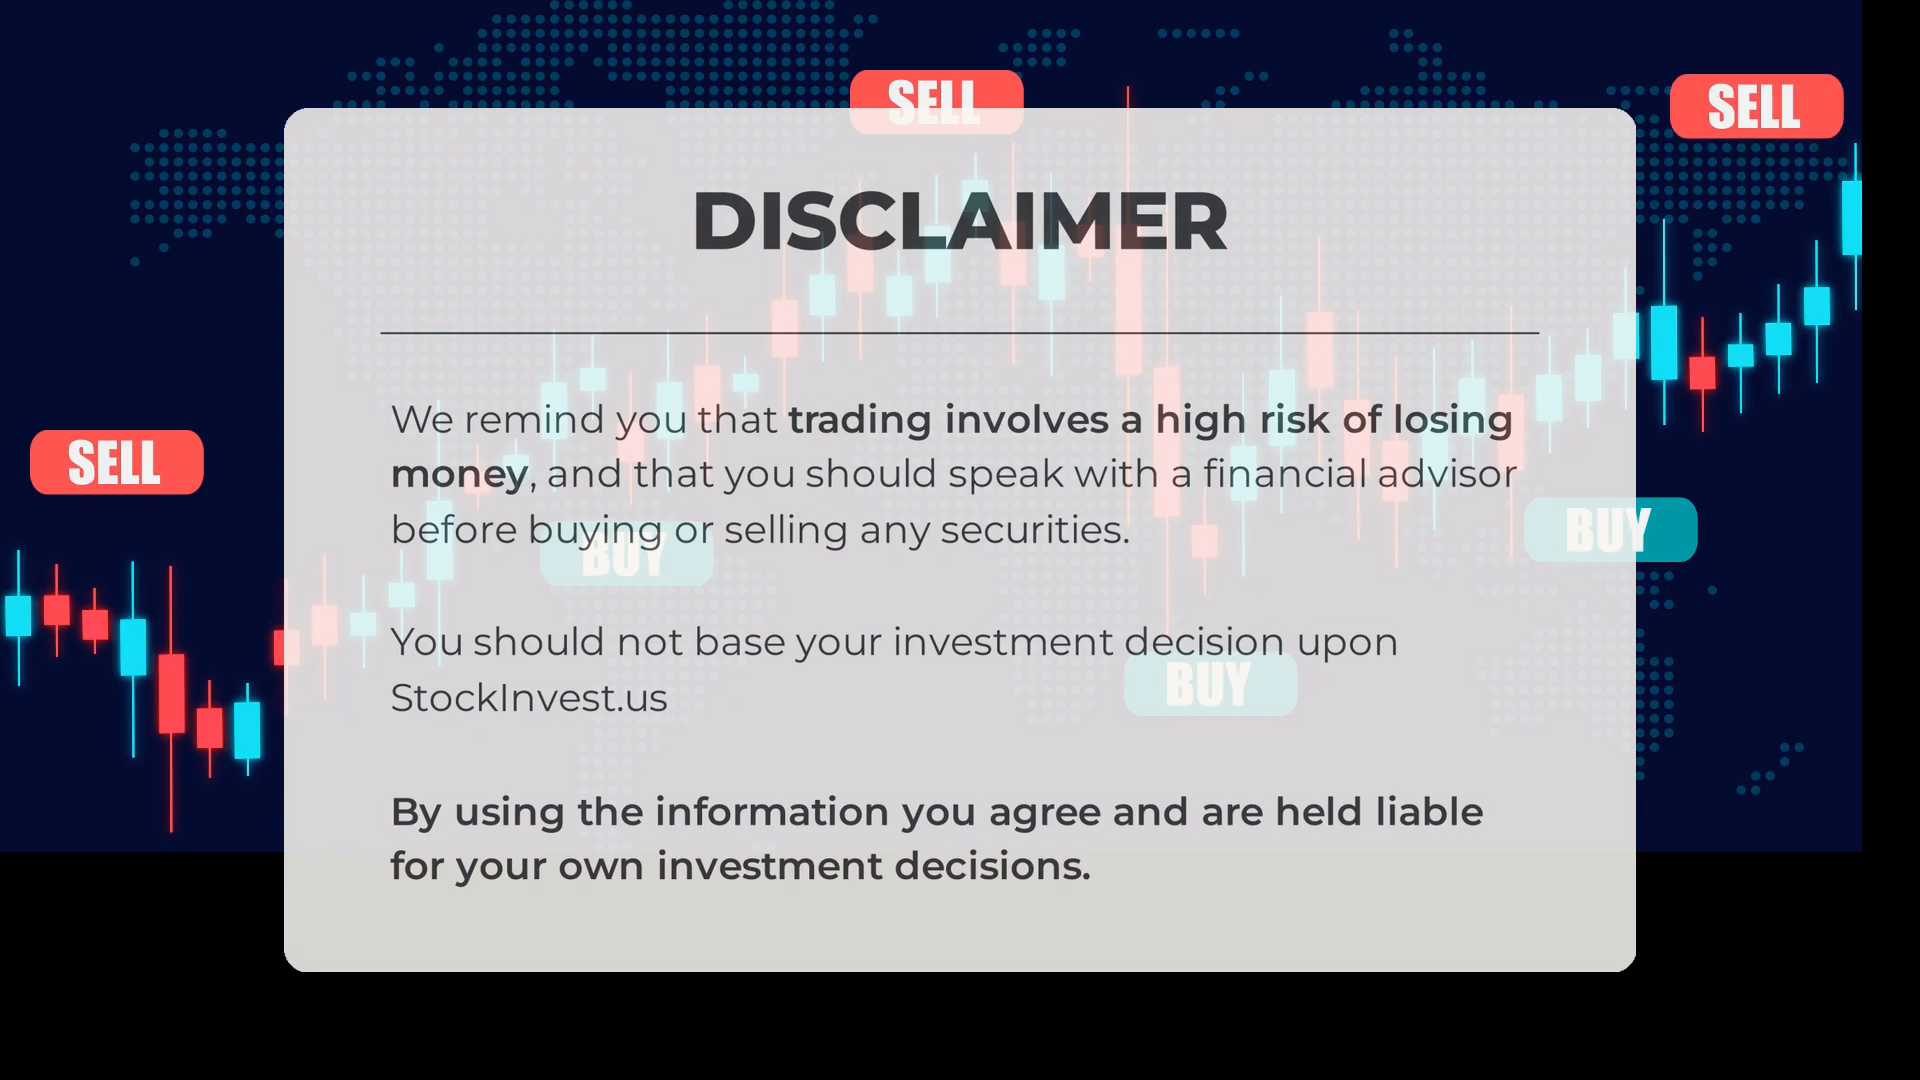 SELL
SELL
DISCLAIMER
We remind you that trading involves a high risk of losing
money, and that you should speak with a financial advisor
before buying or selling any securities.
SELL
BUY
BUY
You should not base your investment decision upon
StockInvest.us
BUY
By using the information you agree and are held liable
for your own investment decisions.